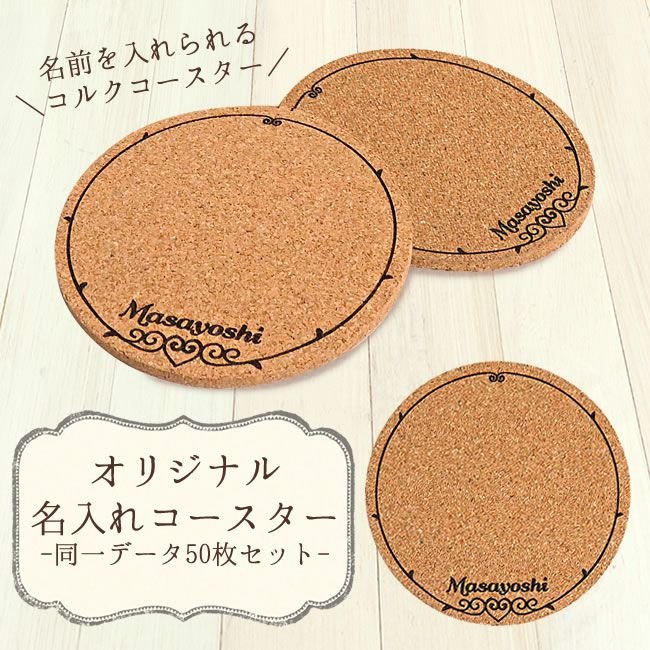 名前を入れられる
\コルクコースター/
Masayoshi
Masayoshi
Masayoshi
オリジナル
名入れコースター
-同一データ50枚セット-